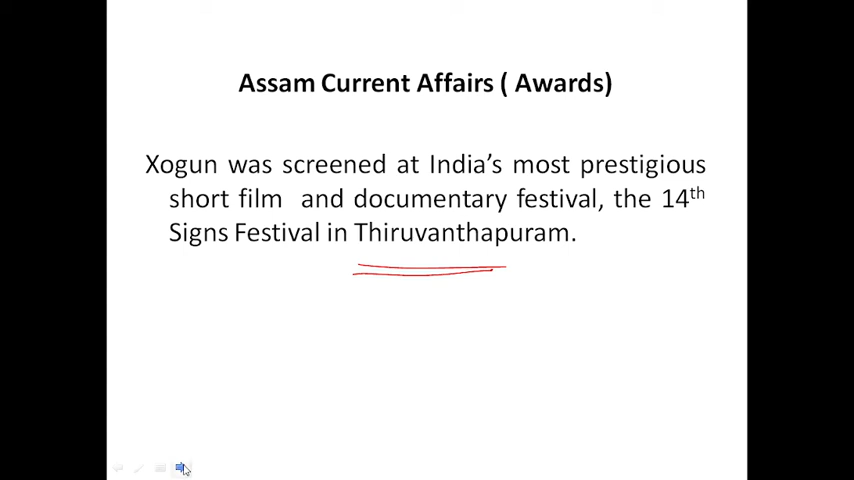 Assam Current Affairs ( Awards)
Xogun was screened at India’s most prestigious
short film and documentary festival, the 14th
Signs Festival in Thiruvanthapuram.